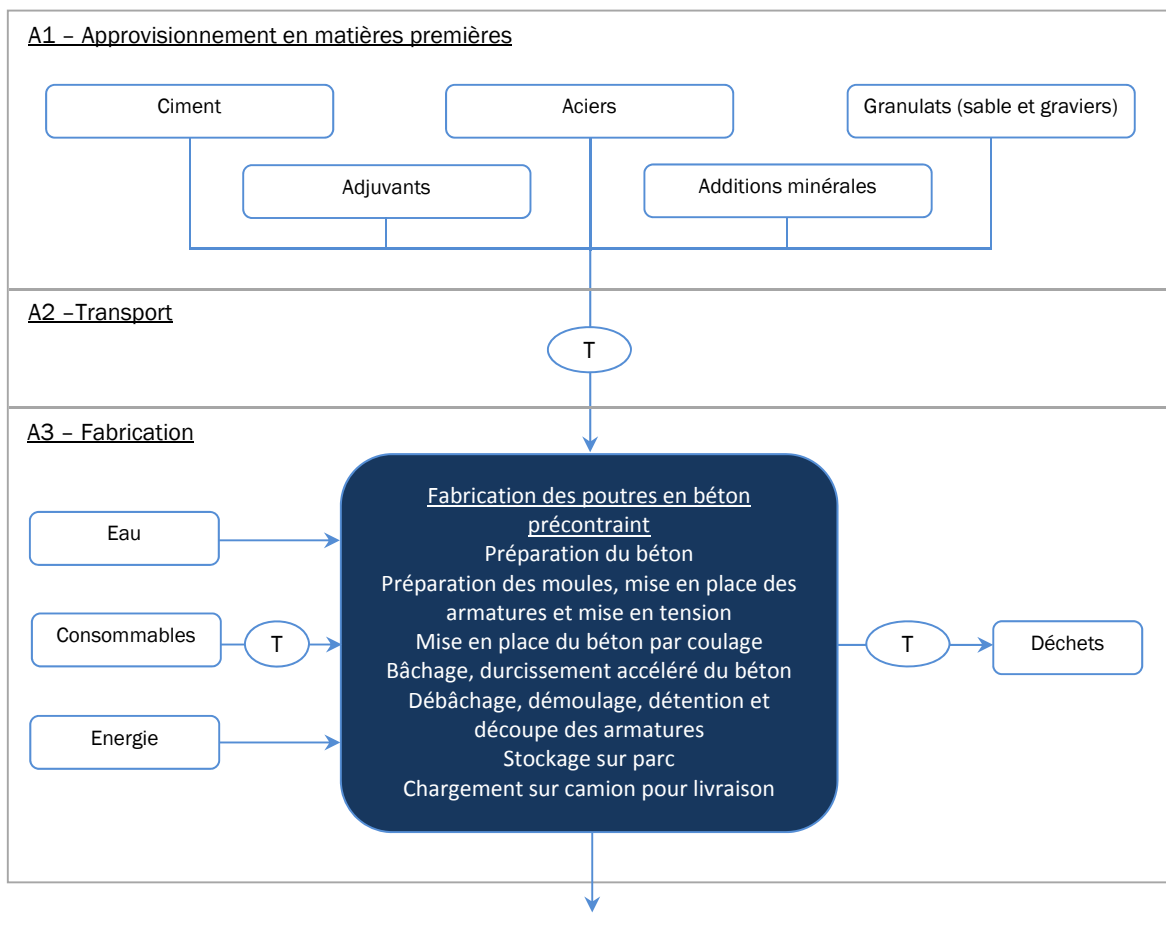 A1 – Approvisionnement en matières premières
Ciment
Aciers
Granulats (sable et graviers)
Adjuvants
Additions minérales
A2 –Transport
T
A3 – Fabrication
Fabrication des poutres en béton
précontraint
Préparation du béton
Préparation des moules, mise en place des
armatures et mise en tension
Mise en place du béton par coulage
Bâchage, durcissement accéléré du béton
Débâchage, démoulage, détention et
découpe des armatures
Stockage sur parc
Chargement sur camion pour livraison
Eau
Consommables
T
Energie
T
Déchets